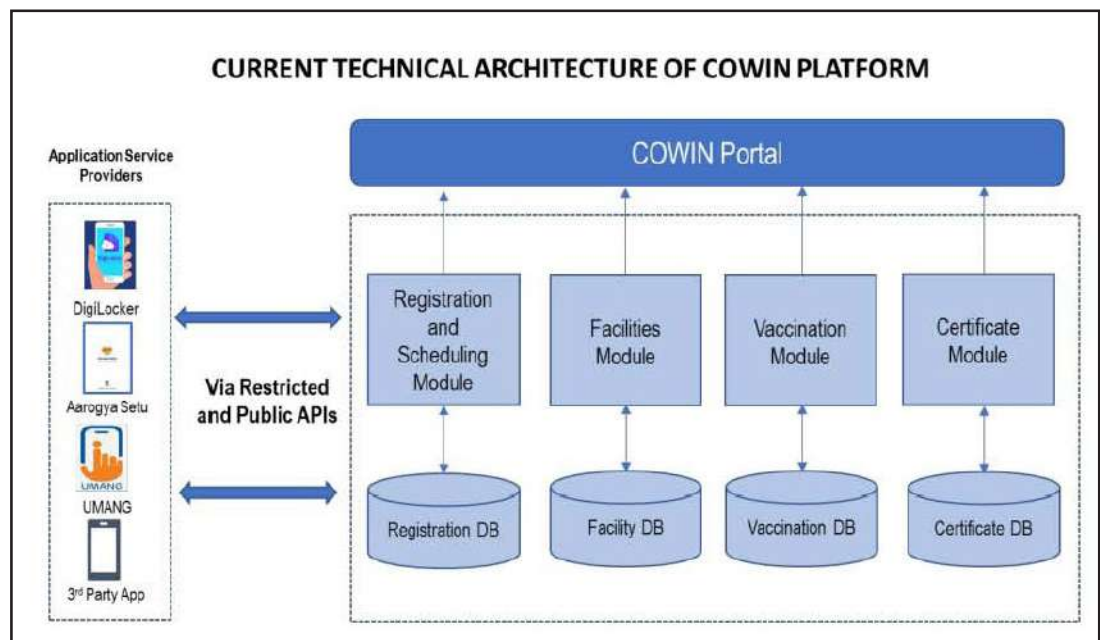 CURRENT TECHNICAL ARCHITECTURE OF COWIN PLATFORM
Application Service
Providers
DigiLocker
Aarogya Setu
UMANG
UMANG
3rd Party App
Via Restricted
and Public APIs
COWIN Portal
Registration
and
Scheduling
Module
Facilities
Module
Vaccination
Module
Certificate
Module
Registration DB
Facility DB
Vaccination DB
Certificate DB